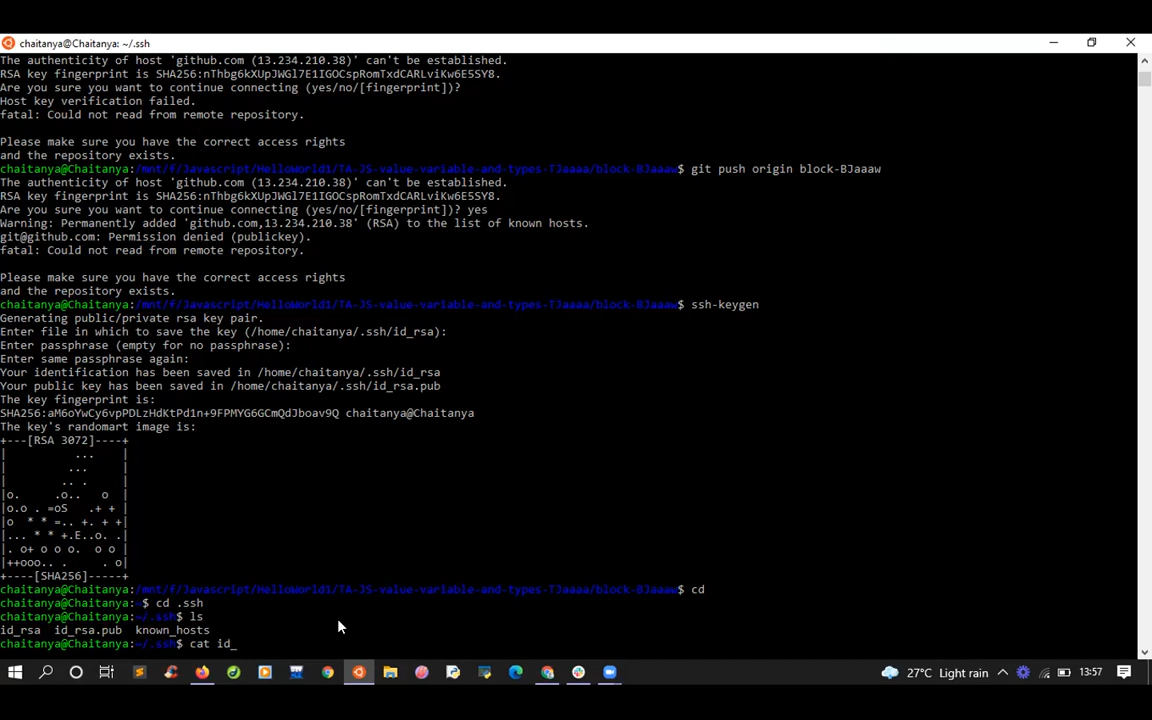 chaitanya@Chaitanya: ~/.ssh
The authenticity of host 'github.com (13.234.210.38)' can't be established.
RSA key fingerprint is SHA256:nThbg6kXUpJWGl7E1IGOCspRomTxdCARLviKw6E5SY8.
Are you sure you want to continue connecting (yes/no/[fingerprint])?
Host key verification failed.
fatal: Could not read from remote repository.
Please make sure you have the correct access rights
and the repository exists.
chaitanya@Chaitanya:/mnt/f/Javascript/HelloWorld1/TA-JS-value-variable-and-types-TJaaaa/block-BJaaaw$ git push origin block-BJaaaw
The authenticity of host 'github.com (13.234.210.38)' can't be established.
RSA key fingerprint is SHA256:nThbg6kXUpJWGl7E1IGOCspRomTxdCARLviKw6E5SY8.
Are you sure you want to continue connecting (yes/no/[fingerprint])? yes
Warning: Permanently added 'github.com,13.234.210.38' (RSA) to the list of known hosts.
git@github.com: Permission denied (publickey).
fatal: Could not read from remote repository.
Please make sure you have the correct access rights
and the repository exists.
chaitanya@Chaitanya:/mnt/f/Javascript/HelloWorld1/TA-JS-value-variable-and-types-TJaaaa/block-BJaaaw$ ssh-keygen
Generating public/private rsa key pair.
Enter file in which to save the key (/home/chaitanya/.ssh/id_rsa):
Enter passphrase (empty for no passphrase):
Enter same passphrase again:
Your identification has been saved in /home/chaitanya/.ssh/id_rsa
Your public key has been saved in /home/chaitanya/.ssh/id_rsa.pub
The key fingerprint is:
SHA256:aM6oYwCy6vpPDLzHdKtPd1n+9FPMYG6GCmQdJboav9Q chaitanya@Chaitanya
The key's randomart image is:
+---[RSA 3072]----+
|          ...    |
|         ...     |
|        .. .     |
|o.     .o..   o  |
|o.o . =oS   .+ + |
|o  * * =.. +. + +|
|... * * +.E..o. .|
|. o+ o o o.  o o |
|++ooo.. .     . o|
+----[SHA256]-----+
chaitanya@Chaitanya:/mnt/f/Javascript/HelloWorld1/TA-JS-value-variable-and-types-TJaaaa/block-BJaaaw$ cd
chaitanya@Chaitanya:~$ cd .ssh
chaitanya@Chaitanya:~/.ssh$ ls
id_rsa  id_rsa.pub  known_hosts
chaitanya@Chaitanya:~/.ssh$ cat id_
27°C Light rain 13:57